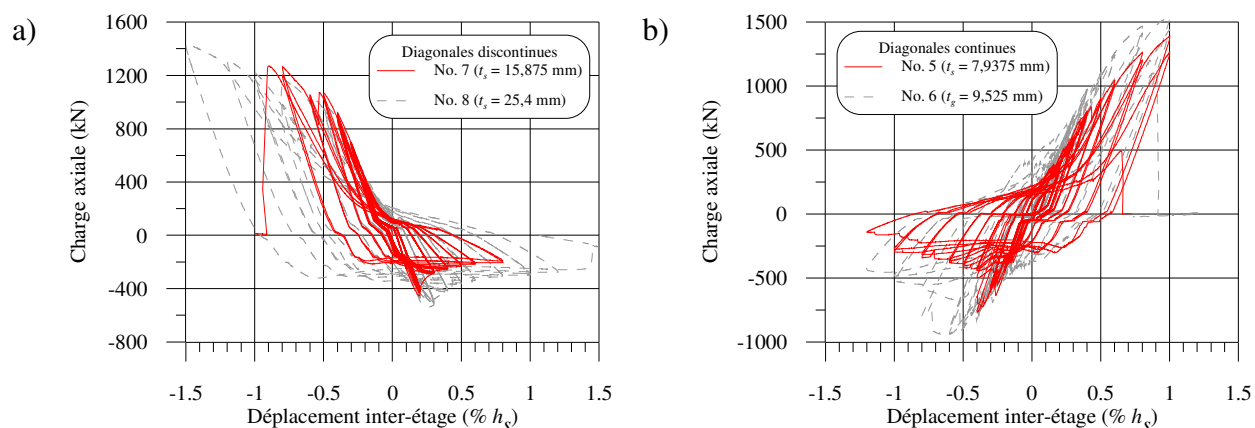 a)
Charge axiale (kN)
1600
1200
800
400
0
-400
-800
Diagonales discontinues
No. 7 (ts = 15,875 mm)
No. 8 (ts = 25,4 mm)
-1.5 -1 -0.5 0 0.5 1 1.5
Déplacement inter-étage (% hs)
b)
Charge axiale (kN)
1500
1000
500
0
-500
-1000
Diagonales continues
No. 5 (ts = 7,9375 mm)
No. 6 (tg = 9,525 mm)
-1.5 -1 -0.5 0 0.5 1 1.5
Déplacement inter-étage (% hs)